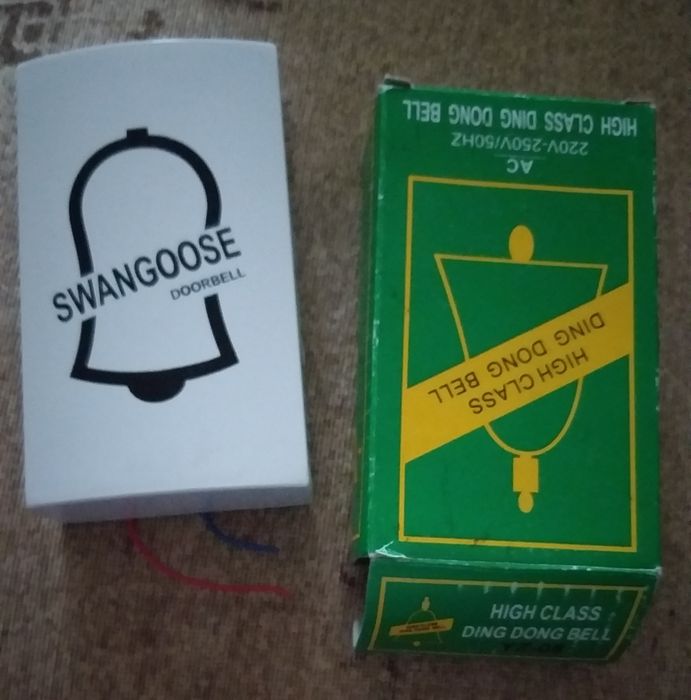 SWANGOOSE
DOORBELL
HIGH CLASS DING DONG BELL
AC
220V-250V/50HZ
HIGH CLASS
DING DONG BELL
HIGH CLASS
DING DONG BELL